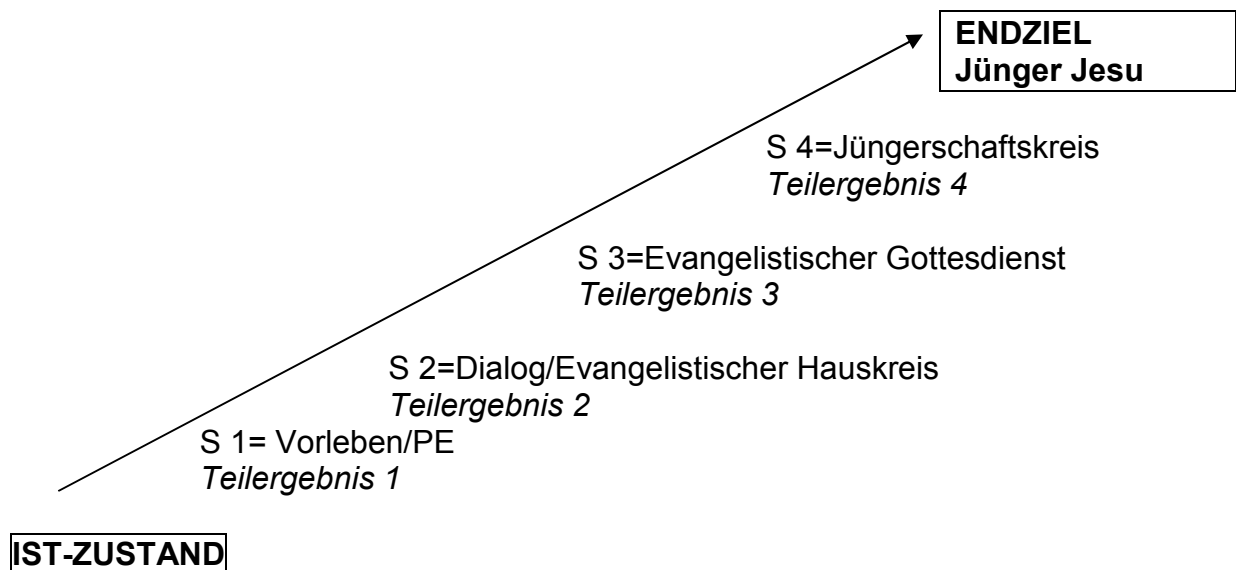 ENDZIEL
Jünger Jesu
S 4=Jüngerschaftskreis
Teilergebnis 4
S 3=Evangelistischer Gottesdienst
Teilergebnis 3
S 2=Dialog/Evangelistischer Hauskreis
Teilergebnis 2
S 1= Vorleben/PE
Teilergebnis 1
IST-ZUSTAND